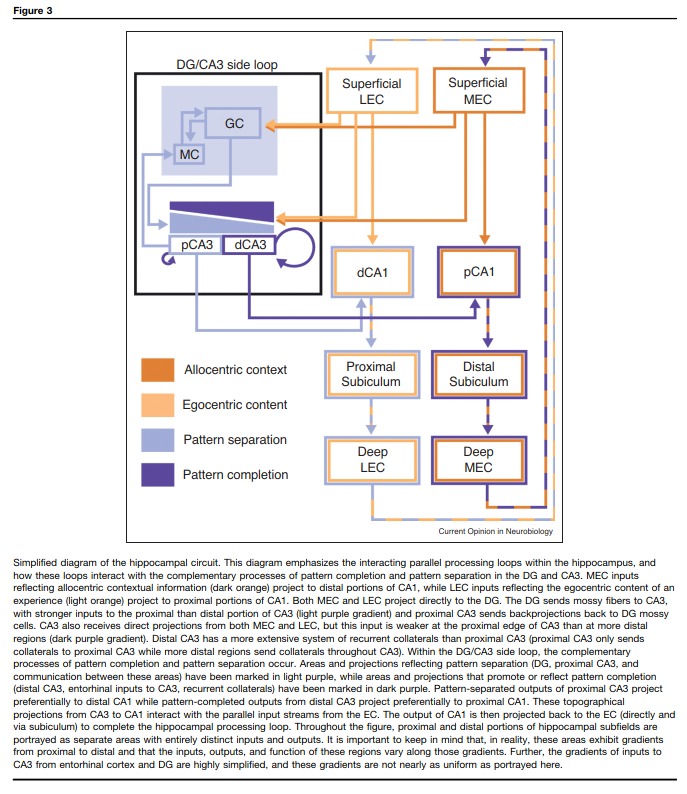 Figure 3
DG/CA3 side loop
Superficial
LEC
Superficial
MEC
GC
MC
pCA3
dCA3
dCA1
pCA1
Proximal
Subiculum
Distal
Subiculum
Deep
LEC
Deep
MEC
Allocentric context
Egocentric content
Pattern separation
Pattern completion
Current Opinion in Neurobiology
Simplified diagram of the hippocampal circuit. This diagram emphasizes the interacting parallel processing loops within the hippocampus, and
how these loops interact with the complementary processes of pattern completion and pattern separation in the DG and CA3. MEC inputs
reflecting allocentric contextual information (dark orange) project to distal portions of CA1, while LEC inputs reflecting the egocentric content of an
experience (light orange) project to proximal portions of CA1. Both MEC and LEC project directly to the DG. The DG sends mossy fibers to CA3,
with stronger inputs to the proximal than distal portion of CA3 (light purple gradient) and proximal CA3 sends backprojections back to DG mossy
cells. CA3 also receives direct projections from both MEC and LEC, but this input is weaker at the proximal edge of CA3 than at more distal
regions (dark purple gradient). Distal CA3 has a more extensive system of recurrent collaterals than proximal CA3 (proximal CA3 only sends
collaterals to proximal CA3 while more distal regions send collaterals throughout CA3). Within the DG/CA3 side loop, the complementary
processes of pattern completion and pattern separation occur. Areas and projections reflecting pattern separation (DG, proximal CA3, and
communication between these areas) have been marked in light purple, while areas and projections that promote or reflect pattern completion
(distal CA3, entorhinal inputs to CA3, recurrent collaterals) have been marked in dark purple. Pattern-separated outputs of proximal CA3 project
preferentially to distal CA1 while pattern-completed outputs from distal CA3 project preferentially to proximal CA1. These topographical
projections from CA3 to CA1 interact with the parallel input streams from the EC. The output of CA1 is then projected back to the EC (directly and
via subiculum) to complete the hippocampal processing loop. Throughout the figure, proximal and distal portions of hippocampal subfields are
portrayed as separate areas with entirely distinct inputs and outputs. It is important to keep in mind that, in reality, these areas exhibit gradients
from proximal to distal and that the inputs, outputs, and function of these regions vary along those gradients. Further, the gradients of inputs to
CA3 from entorhinal cortex and DG are highly simplified, and these gradients are not nearly as uniform as portrayed here.